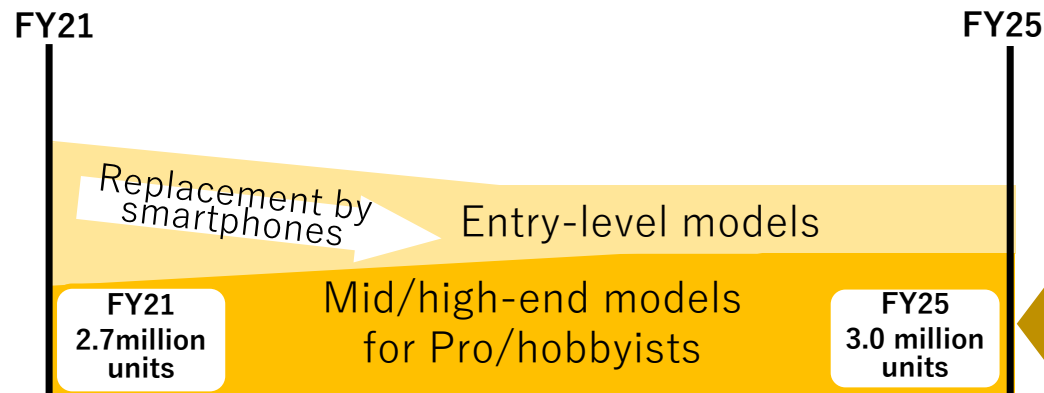 FY21
FY25
Replacement by
smartphones
Entry-level models
Mid/high-end models
for Pro/hobbyists
FY21
2.7million
units
FY25
3.0 million
units